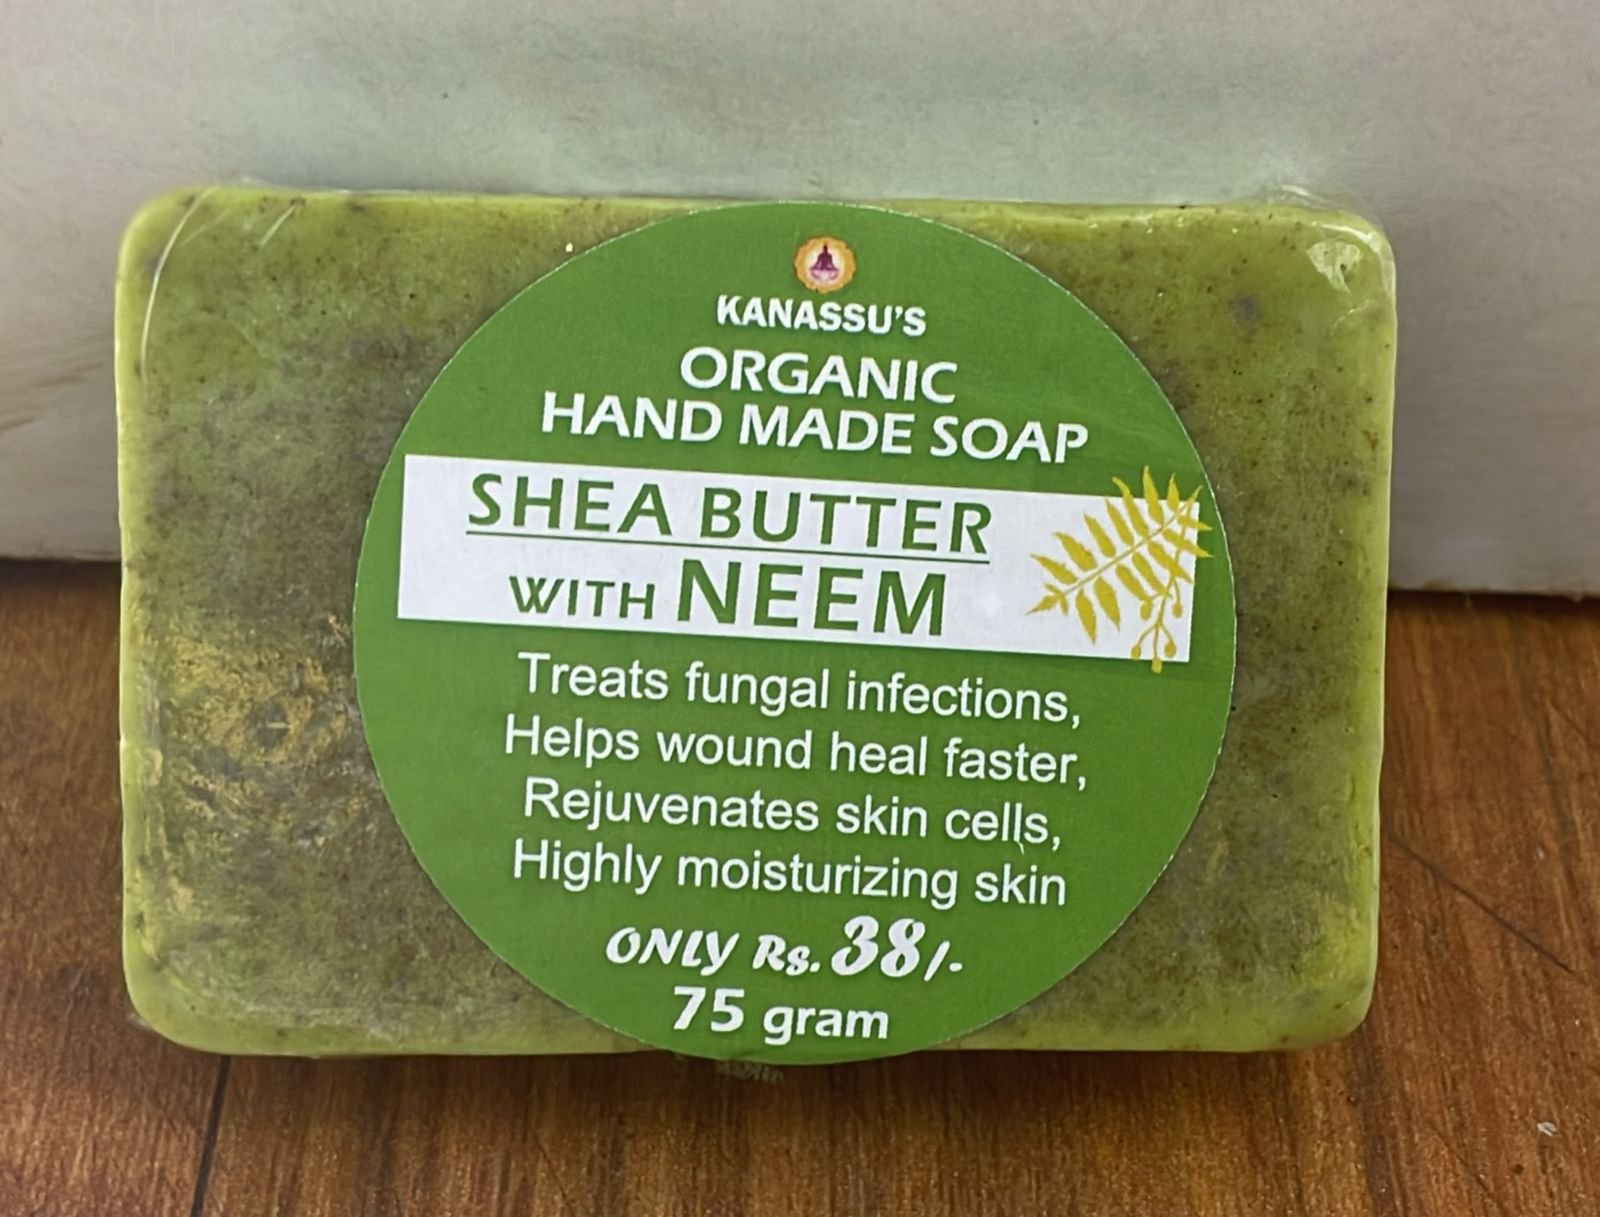 KANASSU'S
ORGANIC
HAND MADE SOAP
SHEA BUTTER
WITH NEEM
Treats fungal infections,
Helps wound heal faster,
Rejuvenates skin cells,
Highly moisturizing skin
ONLY Rs. 38/-
75 gram